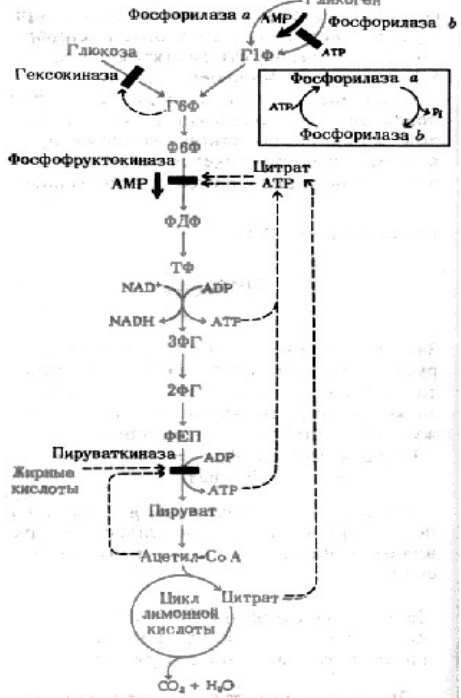 Гликоген
Фосфорилаза a AMP Фосфорилаза b
ATP
Глюкоза Г1Ф
Гексокиназа
Фосфорилаза a
ATP Pi
Фосфорилаза b
Г6Ф
Ф6Ф
Фосфофруктокиназа Цитрат
AMP ATP
ФДФ
ТФ
NAD⁺ ADP
NADH ATP
3ФГ
2ФГ
ФЕП
Пируваткиназа ADP
Жирные
кислоты ATP
Пируват
Ацетил-CoA
Цикл Цитрат
лимонной
кислоты
CO₂ + H₂O